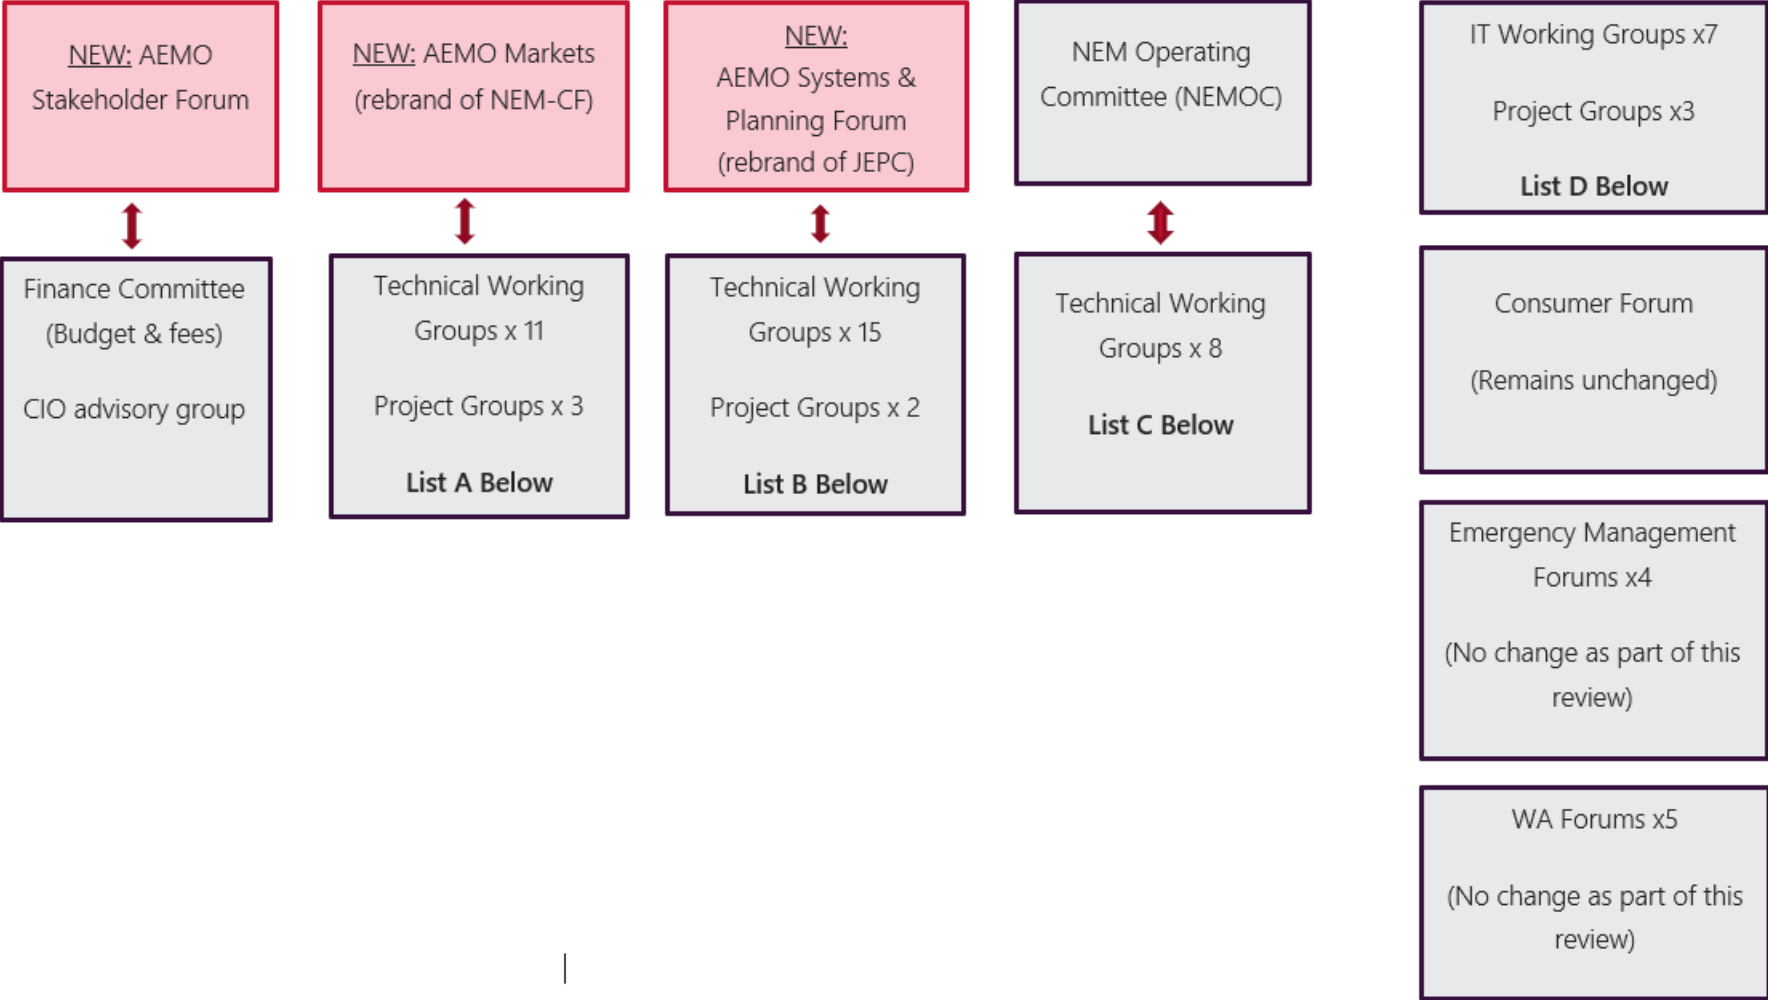 NEW: AEMO
Stakeholder Forum
NEW: AEMO Markets
(rebrand of NEM-CF)
NEW:
AEMO Systems &
Planning Forum
(rebrand of JEPC)
NEM Operating
Committee (NEMOC)
IT Working Groups x7
Project Groups x3
List D Below
Finance Committee
(Budget & fees)
CIO advisory group
Technical Working
Groups x 11
Project Groups x 3
List A Below
Technical Working
Groups x 15
Project Groups x 2
List B Below
Technical Working
Groups x 8
List C Below
Consumer Forum
(Remains unchanged)
Emergency Management
Forums x4
(No change as part of this
review)
WA Forums x5
(No change as part of this
review)